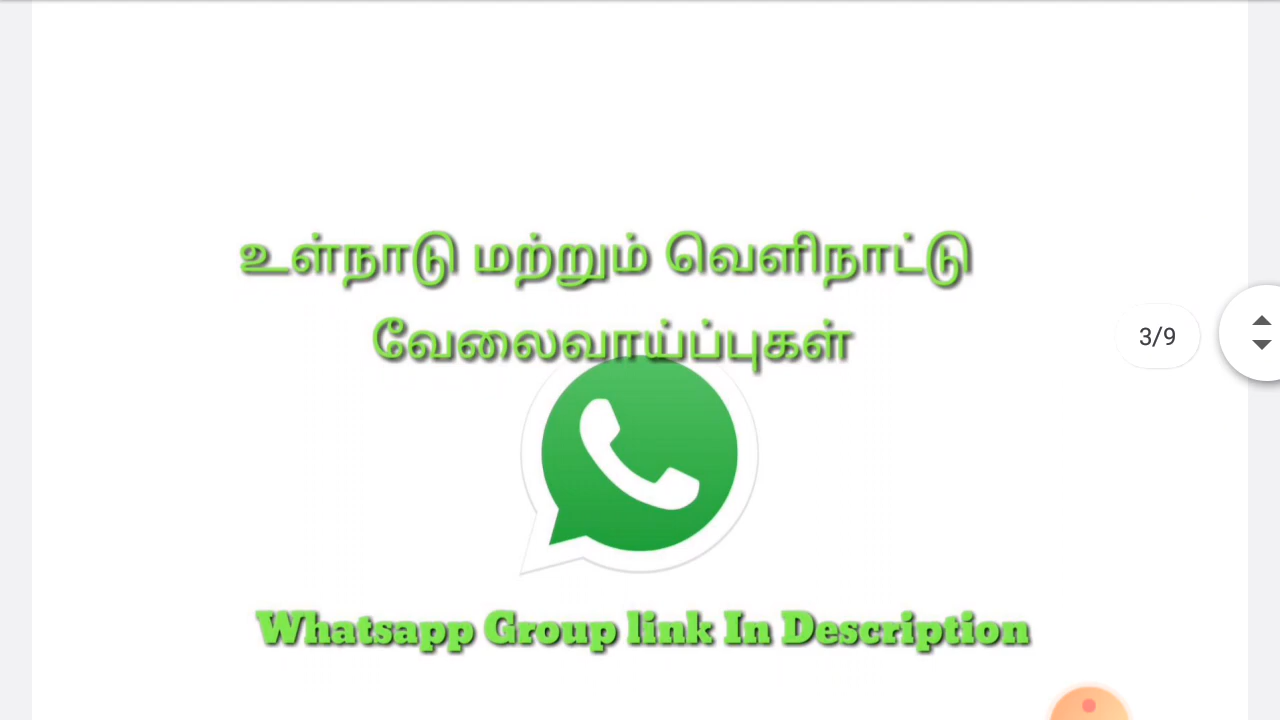 உள்நாடு மற்றும் வெளிநாட்டு
வேலைவாய்ப்புகள்
3/9
Whatsapp Group link In Description